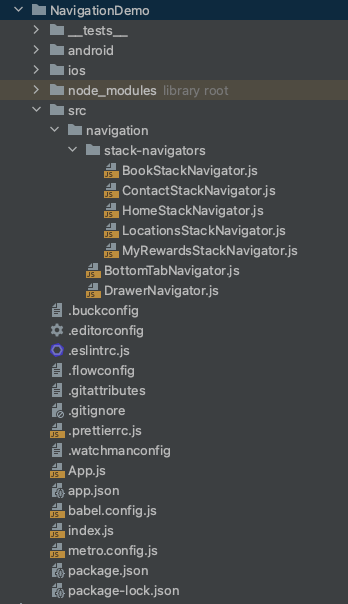 NavigationDemo
__tests__
android
ios
node_modules library root
src
navigation
stack-navigators
BookStackNavigator.js
ContactStackNavigator.js
HomeStackNavigator.js
LocationsStackNavigator.js
MyRewardsStackNavigator.js
BottomTabNavigator.js
DrawerNavigator.js
.buckconfig
.editorconfig
.eslintrc.js
.flowconfig
.gitattributes
.gitignore
.prettierrc.js
.watchmanconfig
App.js
app.json
babel.config.js
index.js
metro.config.js
package.json
package-lock.json